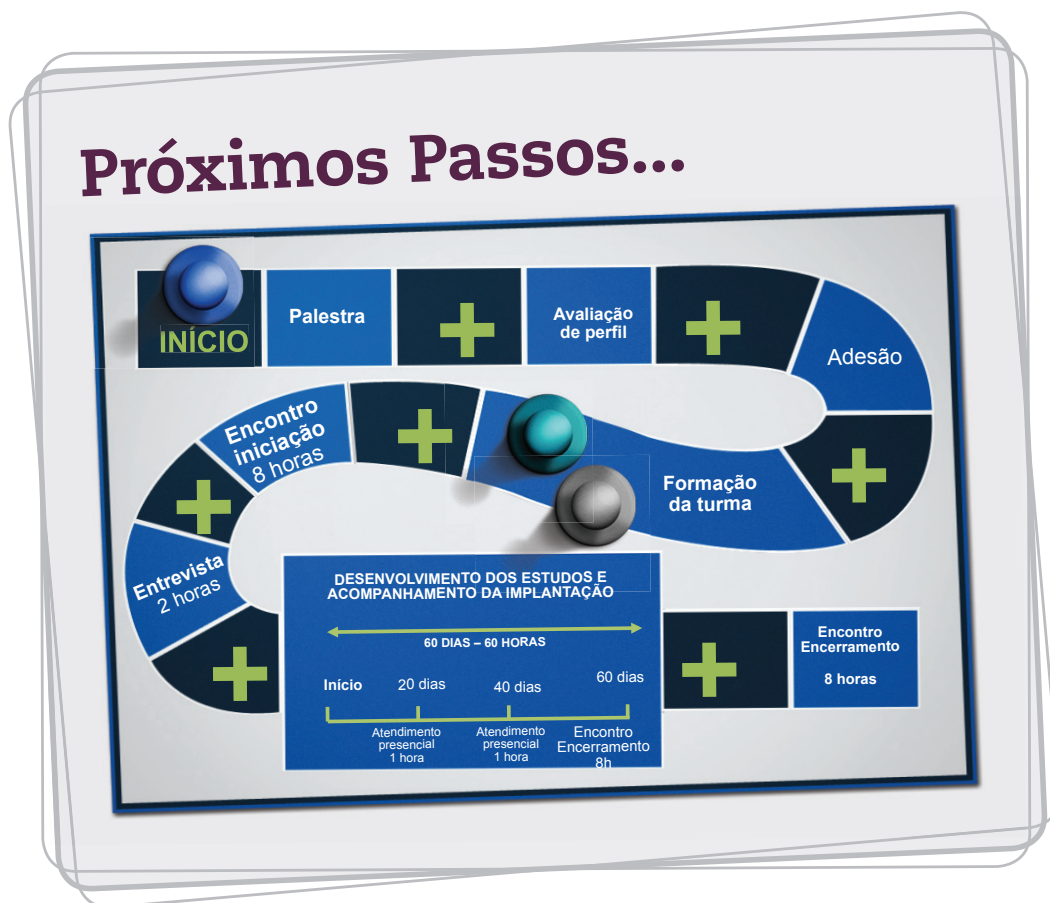 Próximos Passos...
INÍCIO
Palestra
Avaliação
de perfil
Adesão
Formação
da turma
Encontro
iniciação
8 horas
Entrevista
2 horas
DESENVOLVIMENTO DOS ESTUDOS E
ACOMPANHAMENTO DA IMPLANTAÇÃO
60 DIAS – 60 HORAS
Início
20 dias
40 dias
60 dias
Atendimento
presencial
1 hora
Atendimento
presencial
1 hora
Encontro
Encerramento
8h
Encontro
Encerramento
8 horas